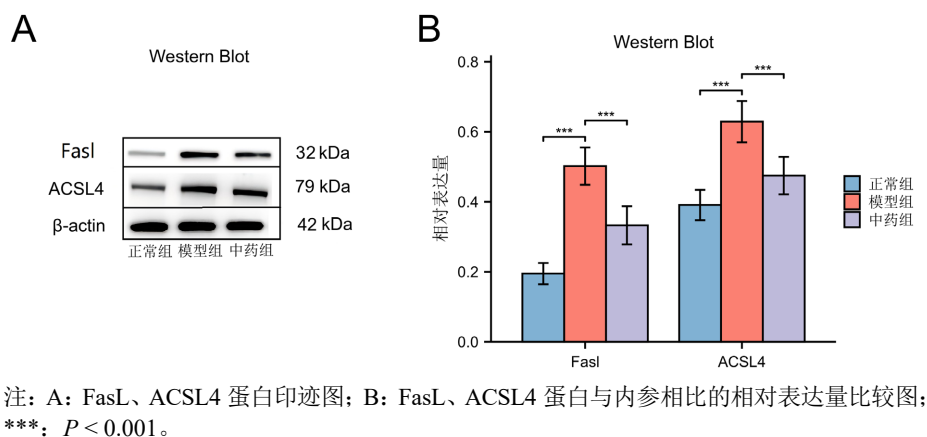 A
Western Blot
Fasl
32 kDa
ACSL4
79 kDa
β-actin
42 kDa
正常组 模型组 中药组
B
Western Blot
相对表达量
0.8
0.6
0.4
0.2
0.0
***
***
***
***
Fasl
ACSL4
正常组
模型组
中药组
注：A：FasL、ACSL4 蛋白印迹图；B：FasL、ACSL4 蛋白与内参相比的相对表达量比较图；
***：P < 0.001。